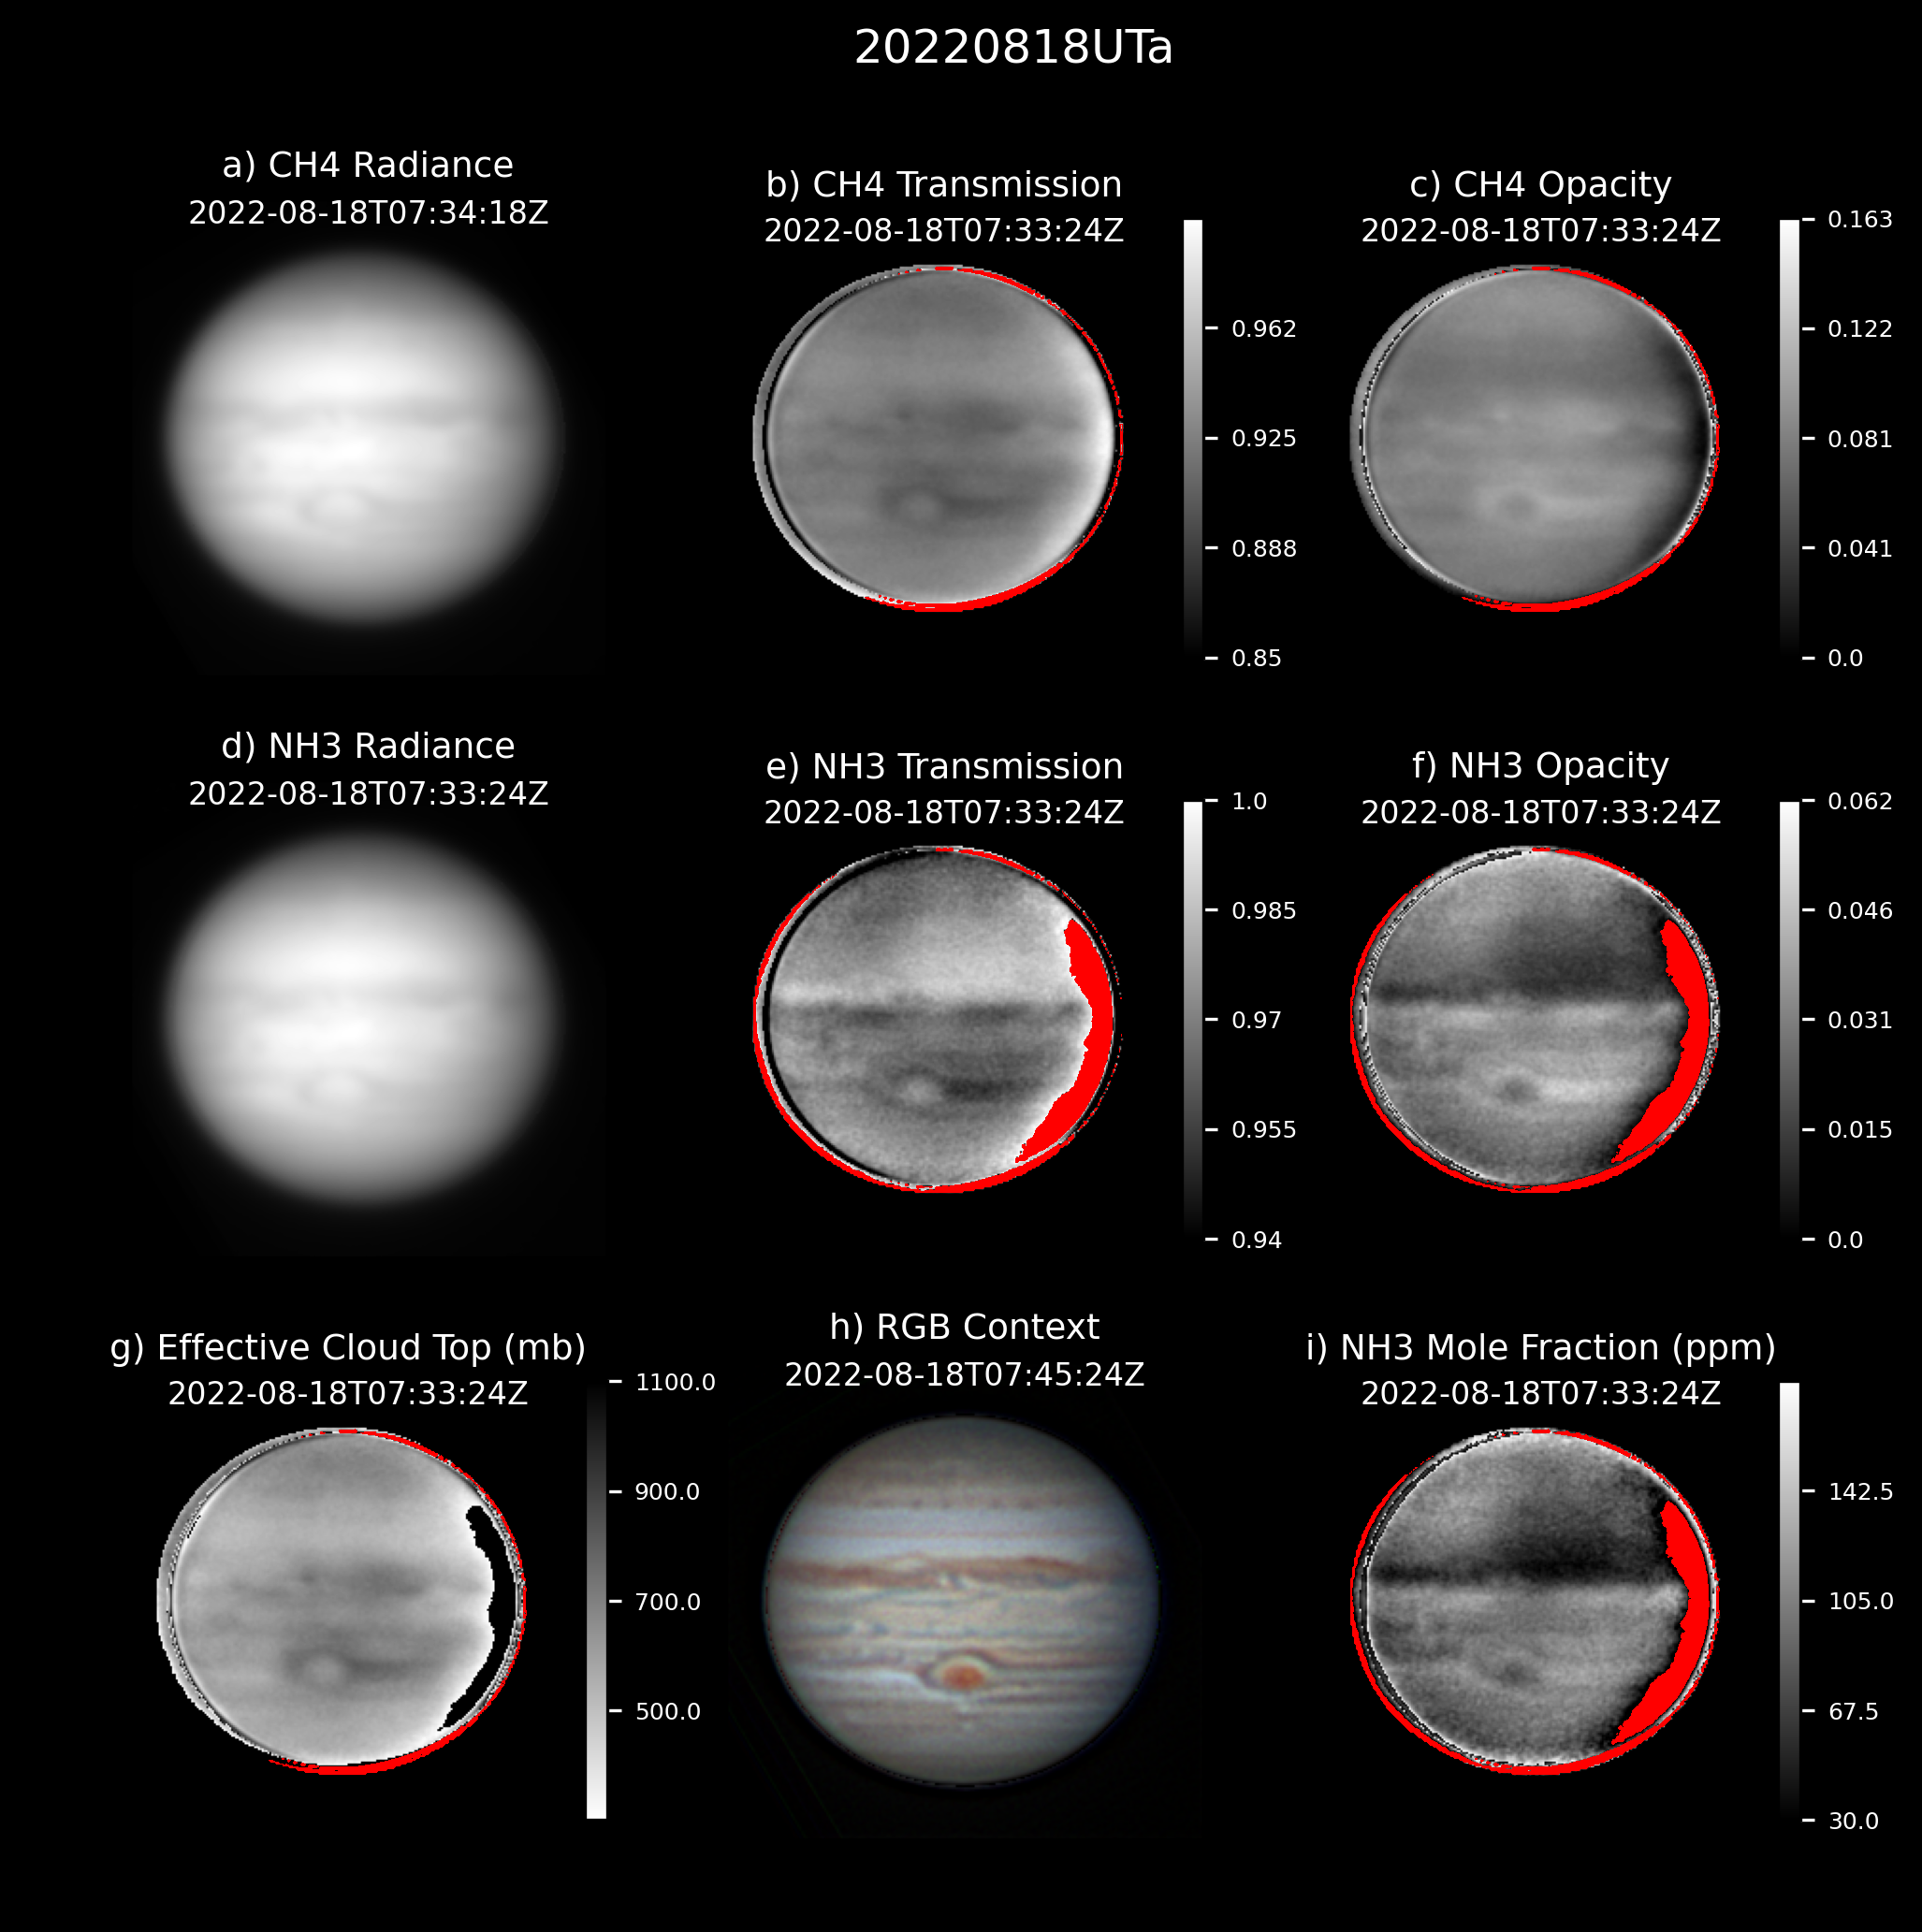 20220818UTa
a) CH4 Radiance
2022-08-18T07:34:18Z
b) CH4 Transmission
2022-08-18T07:33:24Z
0.962
0.925
0.888
0.85
c) CH4 Opacity
2022-08-18T07:33:24Z
0.163
0.122
0.081
0.041
0.0
d) NH3 Radiance
2022-08-18T07:33:24Z
e) NH3 Transmission
2022-08-18T07:33:24Z
1.0
0.985
0.97
0.955
0.94
f) NH3 Opacity
2022-08-18T07:33:24Z
0.062
0.046
0.031
0.015
0.0
g) Effective Cloud Top (mb)
2022-08-18T07:33:24Z
1100.0
900.0
700.0
500.0
h) RGB Context
2022-08-18T07:45:24Z
i) NH3 Mole Fraction (ppm)
2022-08-18T07:33:24Z
142.5
105.0
67.5
30.0